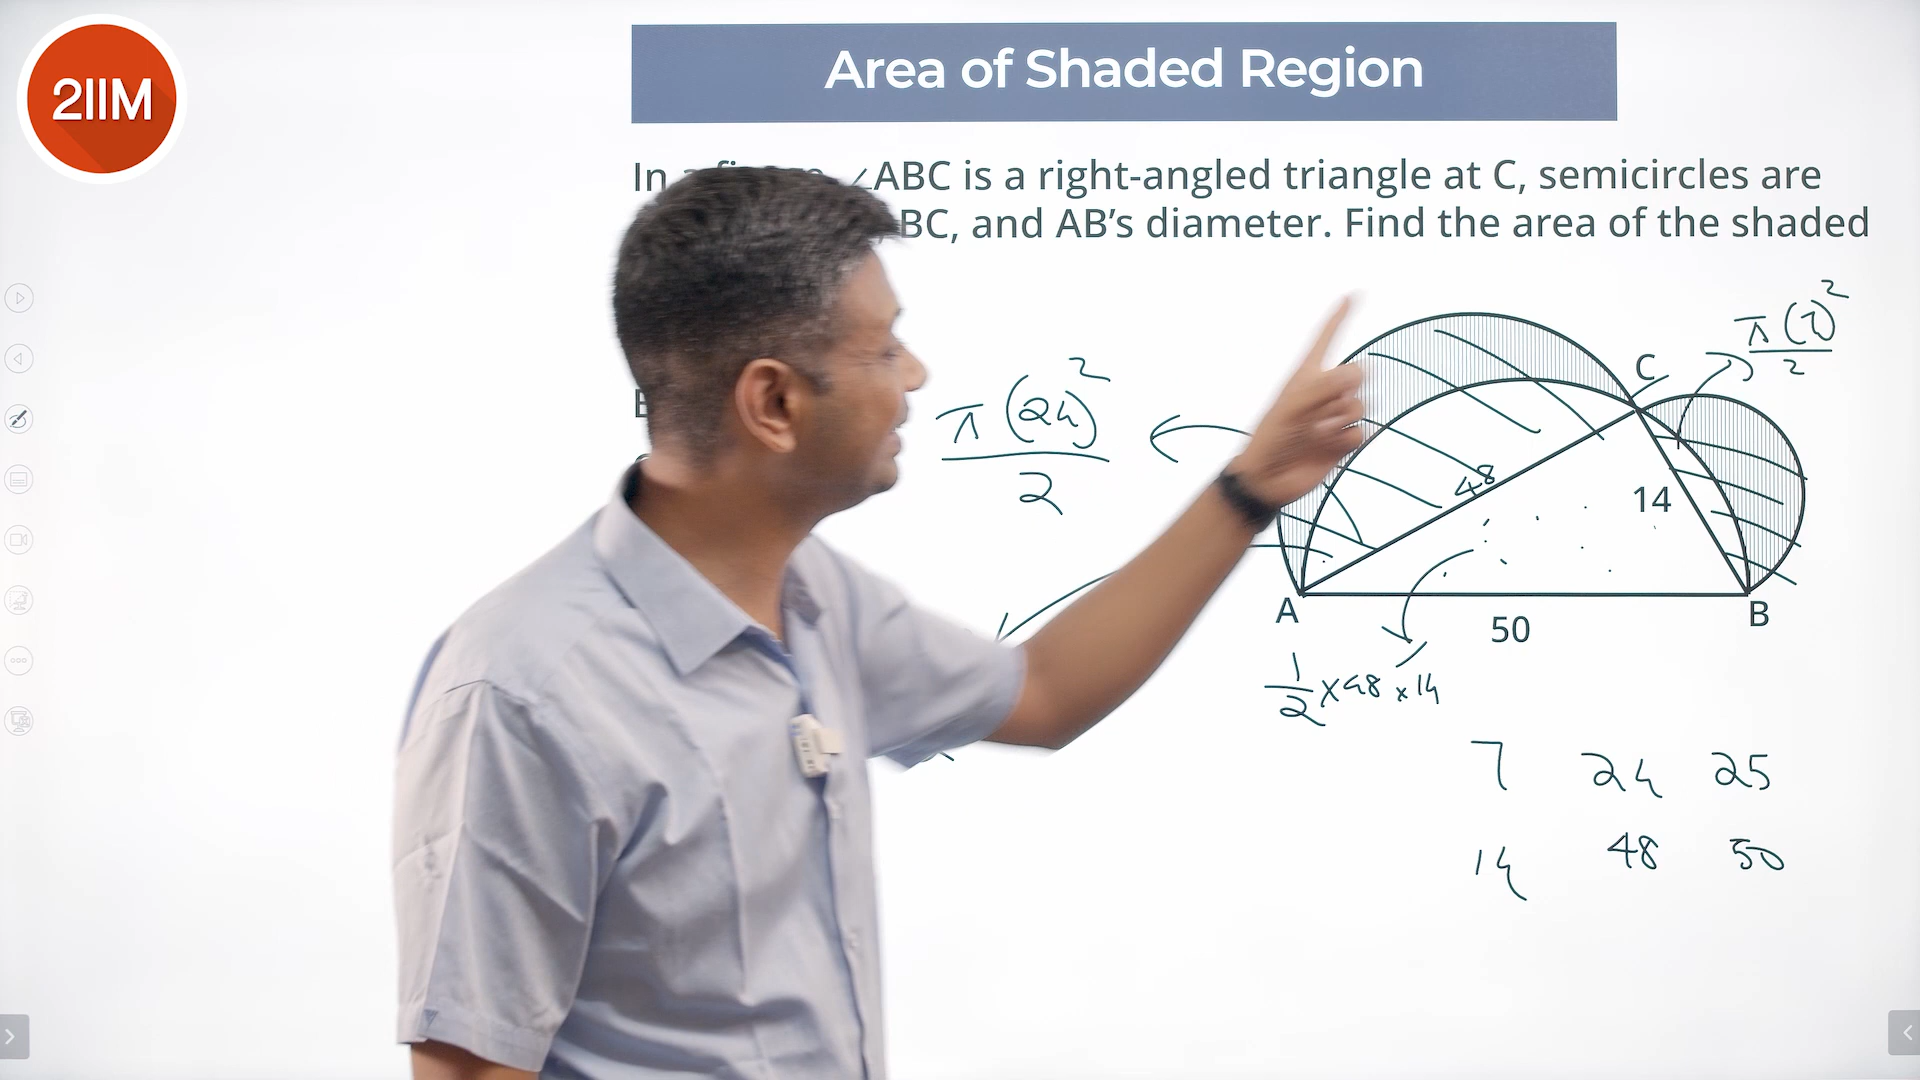 2IIM
Area of Shaded Region
In ∠ABC is a right-angled triangle at C, semicircles are
BC, and AB’s diameter. Find the area of the shaded
π (7)²
2
C
π (24)²
2
48
14
A
B
50
1/2 × 48 × 14
7 24 25
14 48 50